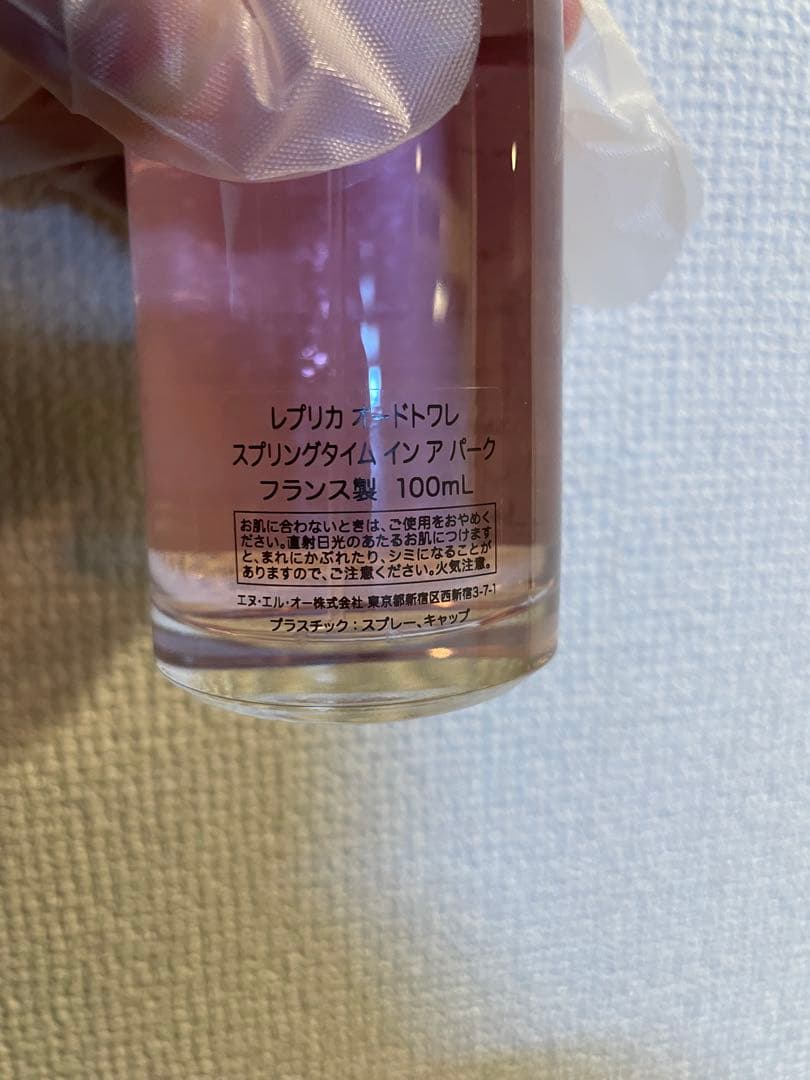 レプリカ オードトワレ
スプリングタイム イン ア パーク
フランス製 100mL
お肌に合わないときは、ご使用をおやめく
ださい。直射日光のあたるお肌につけます
と、まれにかぶれたり、シミになることが
ありますので、ご注意ください。火気注意。
エヌ・エル・オー株式会社 東京都新宿区西新宿3-7-1
プラスチック：スプレー、キャップ